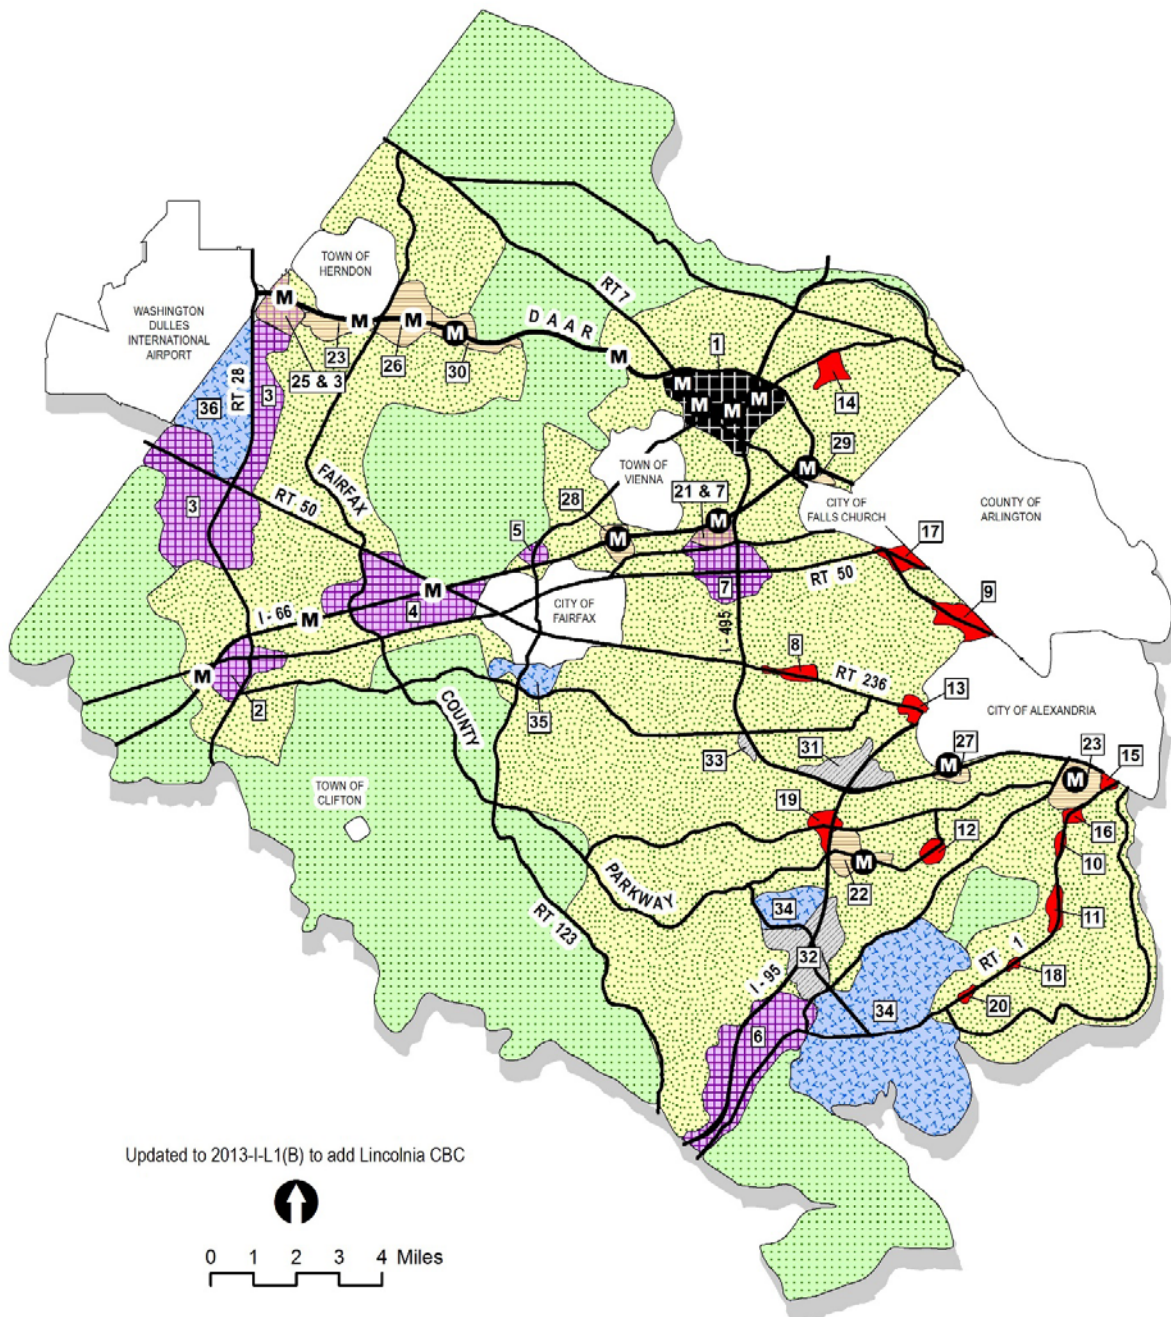 TOWN OF
HERNDON
WASHINGTON
DULLES
INTERNATIONAL
AIRPORT
M
M
M
M
23
26
30
25 & 3
RT 7
DAAR
M
1
M
M
M
M
14
36
RT 28
3
3
FAIRFAX
RT 50
TOWN OF
VIENNA
29
M
28
21 & 7
M
M
CITY OF
FALLS CHURCH
COUNTY OF
ARLINGTON
5
17
7
RT 50
9
I-66
M
M
4
CITY OF
FAIRFAX
I-495
8
RT 236
13
M
2
35
COUNTY
CITY OF ALEXANDRIA
33
31
27
M
23
M
15
TOWN OF
CLIFTON
19
16
12
10
M
22
PARKWAY
34
11
RT 123
32
I-95
RT 1
18
20
34
6
Updated to 2013-I-L1(B) to add Lincolnia CBC
0 1 2 3 4 Miles